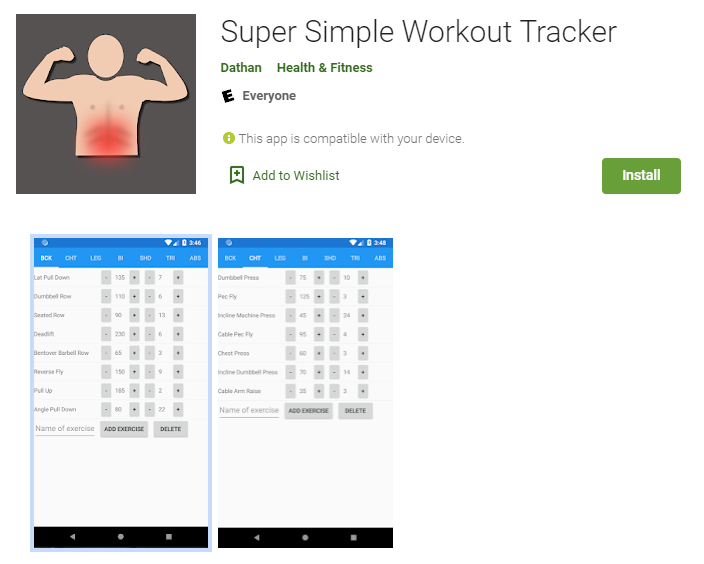 Super Simple Workout Tracker
Dathan Health & Fitness
E Everyone
This app is compatible with your device.
Add to Wishlist
Install
3:46
BCK CHT LEG BI SHD TRI ABS
Lat Pull Down - 135 + - 7 +
Dumbbell Row - 110 + - 6 +
Seated Row - 90 + - 13 +
Deadlift - 230 + - 6 +
Bentover Barbell Row - 65 + - 3 +
Reverse Fly - 150 + - 9 +
Pull Up - 165 + - 2 +
Angle Pull Down - 80 + - 22 +
Name of exercise ADD EXERCISE DELETE
3:48
BCK CHT LEG BI SHD TRI ABS
Dumbbell Press - 75 + - 10 +
Pec Fly - 125 + - 3 +
Incline Machine Press - 45 + - 24 +
Cable Pec Fly - 95 + - 4 +
Chest Press - 60 + - 3 +
Incline Dumbbell Press - 70 + - 14 +
Cable Arm Raise - 35 + - 3 +
Name of exercise ADD EXERCISE DELETE